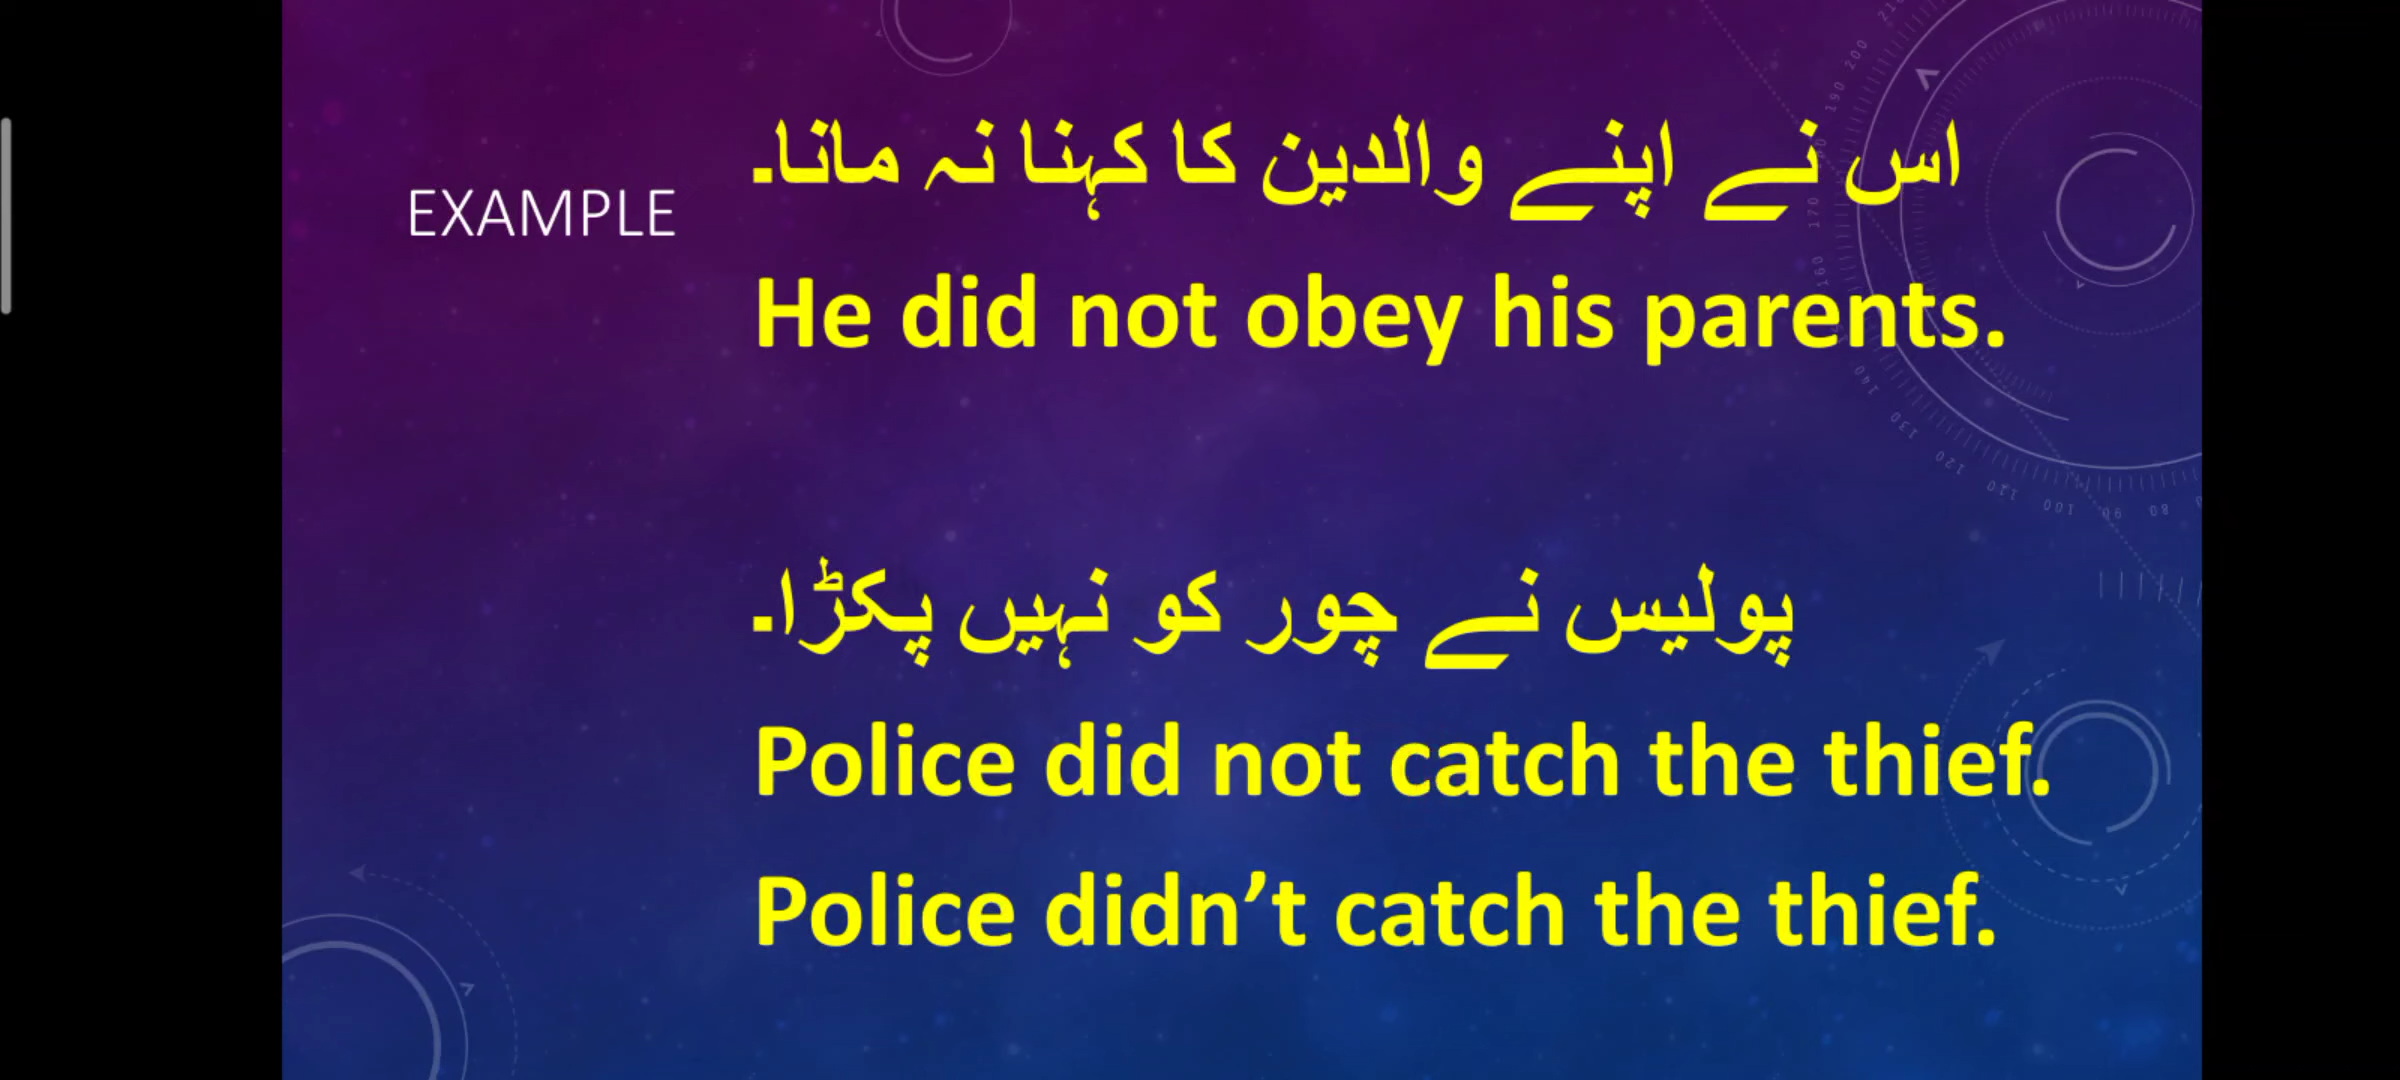 EXAMPLE
اس نے اپنے والدین کا کہنا نہ مانا۔
He did not obey his parents.
پولیس نے چور کو نہیں پکڑا۔
Police did not catch the thief.
Police didn’t catch the thief.